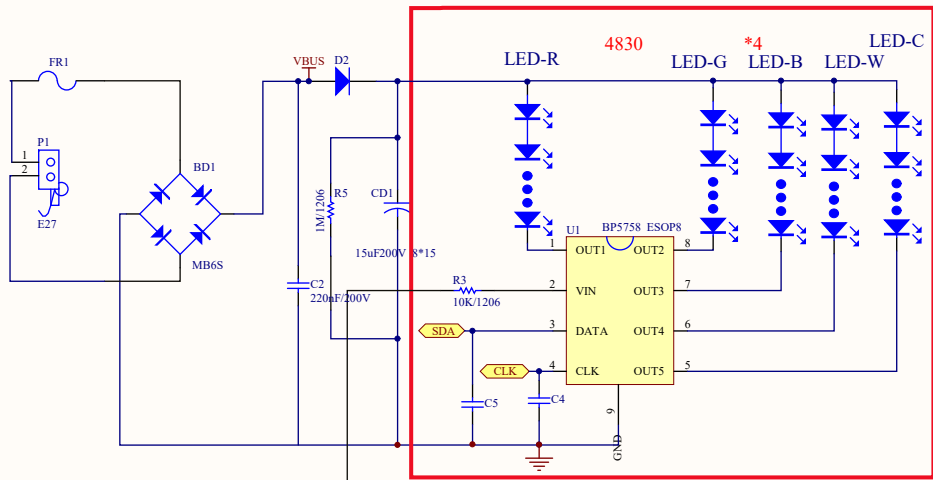 4830 *4
LED-C
LED-R
LED-G
LED-B
LED-W
FR1
VBUS
D2
P1
1
2
E27
BD1
MB6S
R5
1M/1206
CD1
15uF200V 8*15
C2
220nF/200V
U1
BP5758 ESOP8
1
OUT1
OUT2
8
R3
10K/1206
2
VIN
OUT3
7
SDA
3
DATA
OUT4
6
CLK
4
CLK
OUT5
5
C5
C4
9
GND